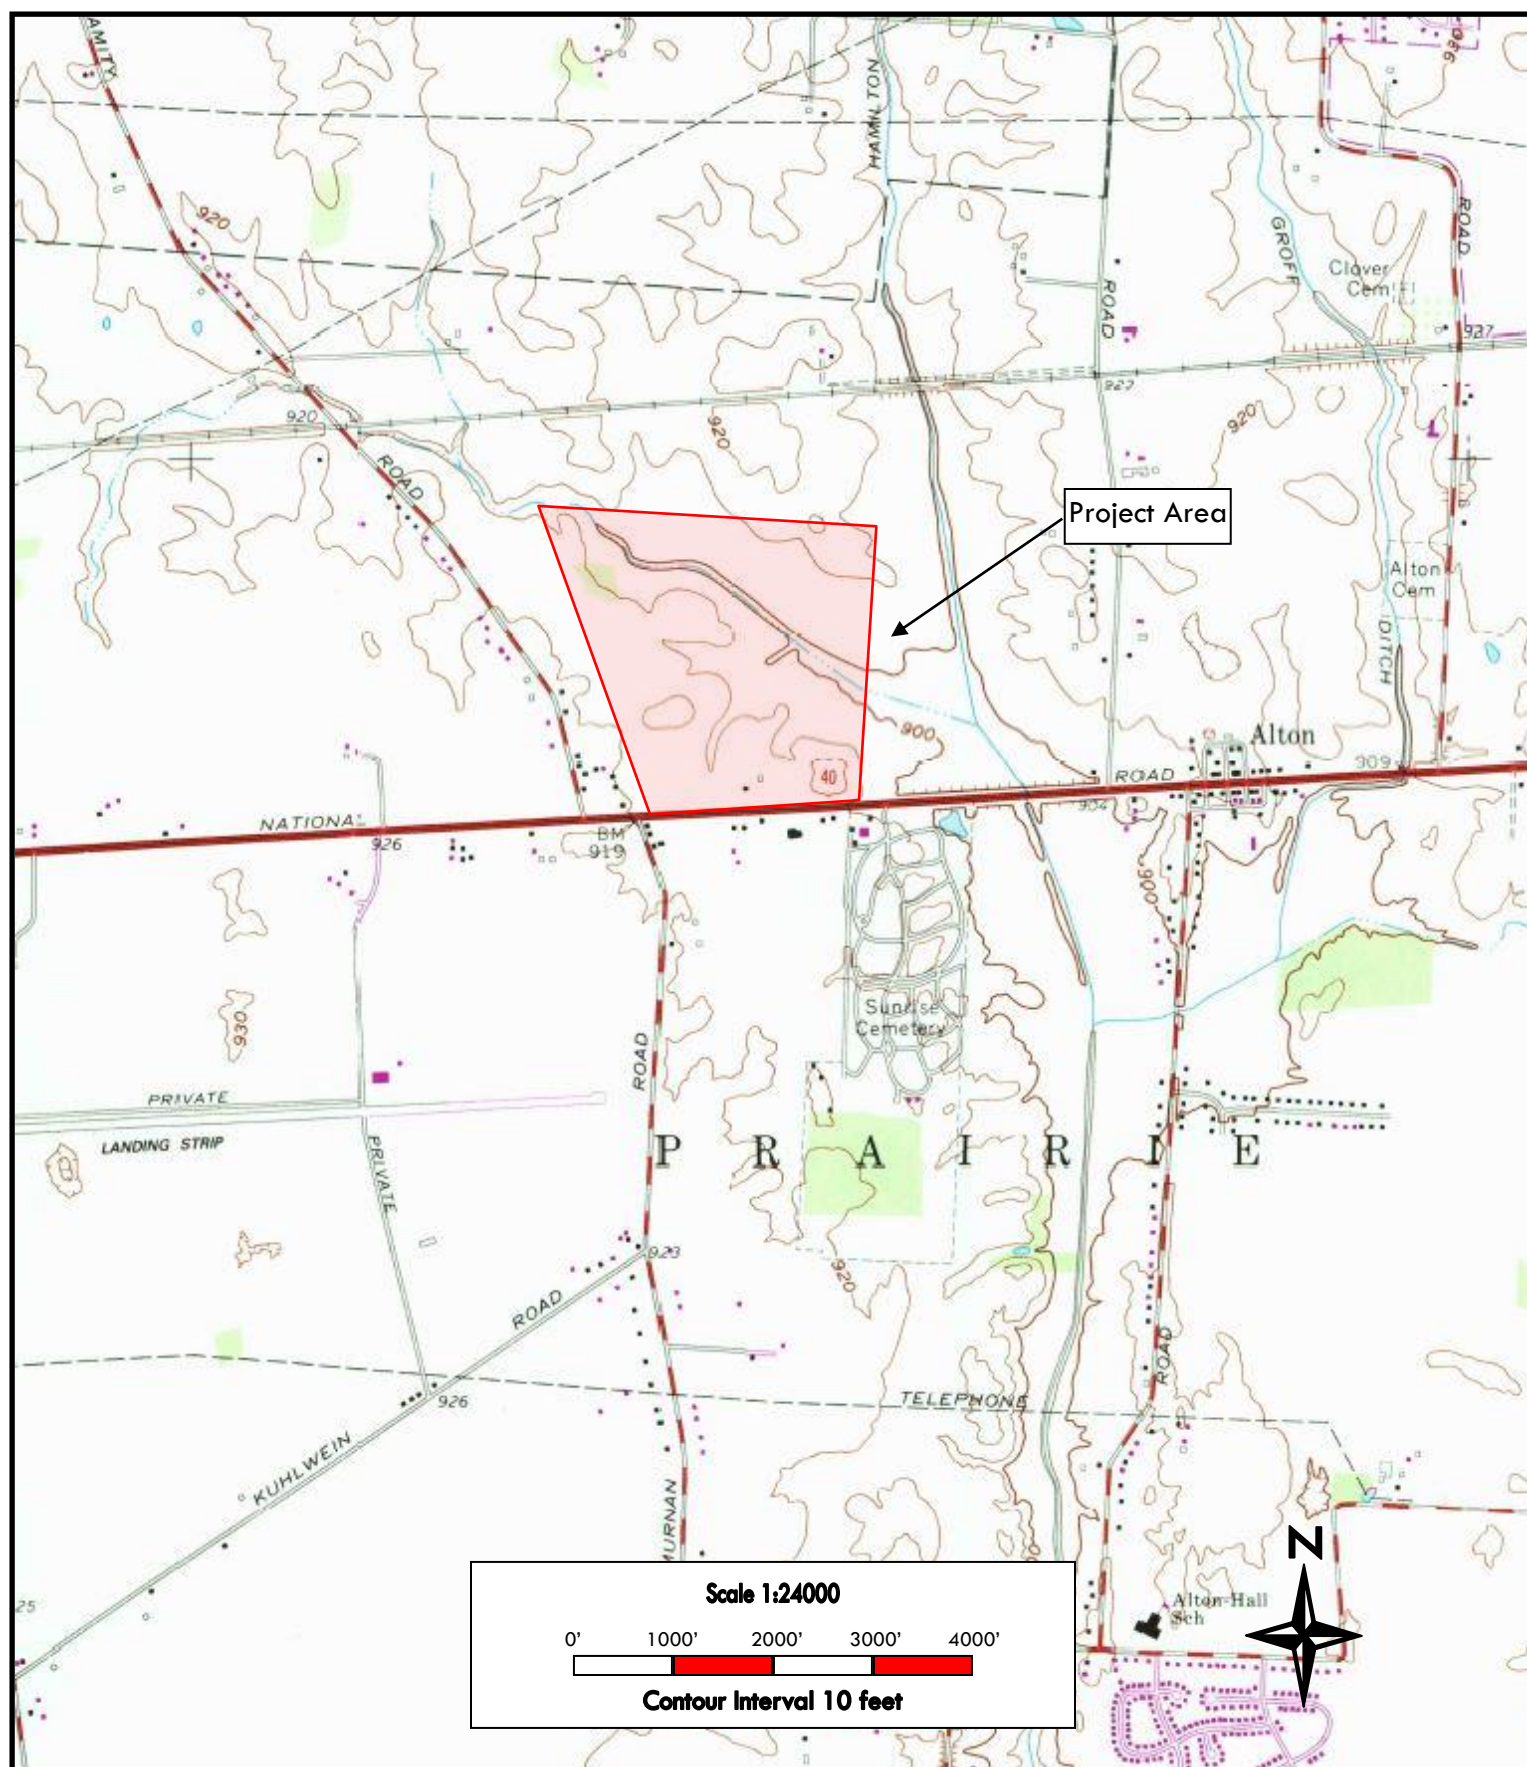 AMITY
HAMILTON
986
920
GROFF
ROAD
Clover
Cem
ROAD
927
927
920
920
920
ROAD
Project Area
Alton
Cem
DITCH
900
Alton
40
ROAD
909
904
NATIONAL
926
BM
919
900
930
Sunrise
Cemetery
ROAD
PRIVATE
LANDING STRIP
PRIVATE
P R A I R I E
923
920
ROAD
ROAD
926
TELEPHONE
KUHLWEIN
MURNAN
Scale 1:24000
0' 1000' 2000' 3000' 4000'
Contour Interval 10 feet
N
Alton-Hall
Sch
25